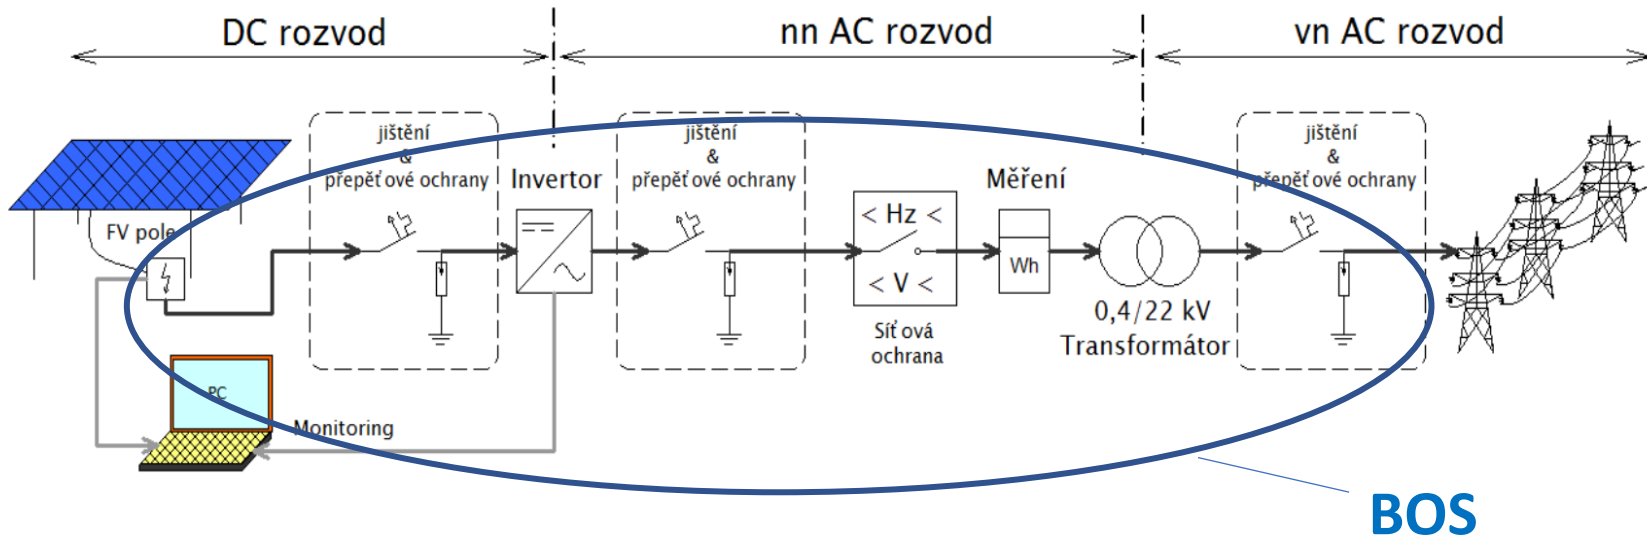 DC rozvod
nn AC rozvod
vn AC rozvod
jištění
&
přepěťové ochrany
jištění
&
přepěťové ochrany
jištění
&
přepěťové ochrany
Invertor
Měření
FV pole
< Hz <
< V <
Wh
Síťová
ochrana
0,4/22 kV
Transformátor
PC
Monitoring
BOS